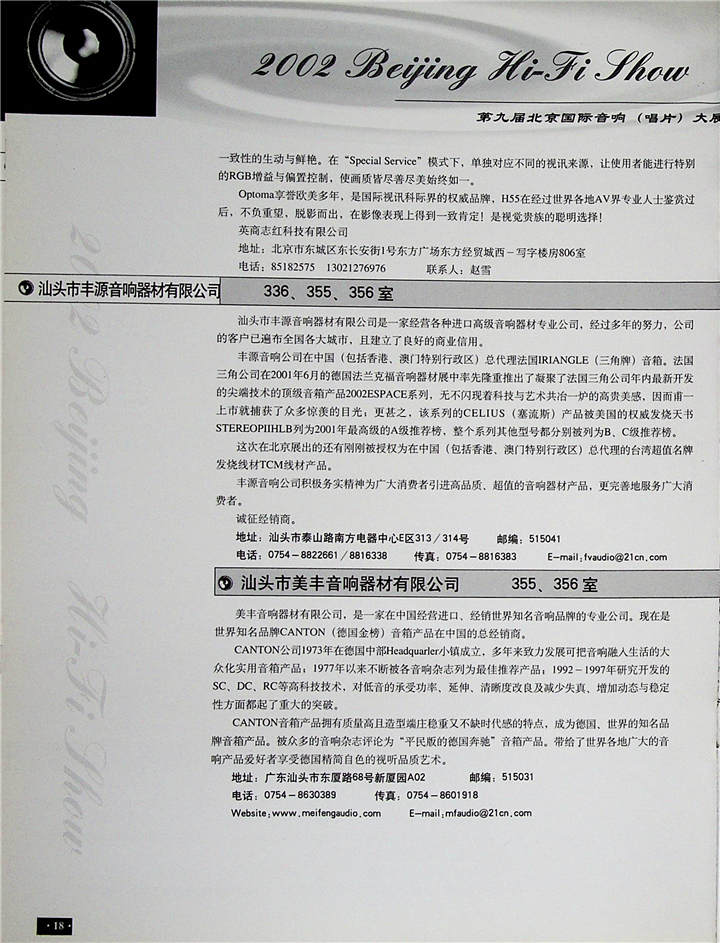 2002 Beijing Hi-Fi Show
第九届北京国际音响（唱片）大展
一致性的生动与鲜艳。在“Special Service”模式下，单独对应不同的视讯来源，让使用者能进行特别
的RGB增益与偏置控制，使画质皆尽善尽美始终如一。
Optoma享誉欧美多年，是国际视讯科际界的权威品牌，H55在经过世界各地AV界专业人士鉴赏过
后，不负重望，脱影而出，在影像表现上得到一致肯定！是视觉贵族的聪明选择！
英商志红科技有限公司
地址：北京市东城区东长安街1号东方广场东方经贸城西－写字楼房806室
电话：85182575 13021276976 联系人：赵雪
汕头市丰源音响器材有限公司 336、355、356 室
汕头市丰源音响器材有限公司是一家经营各种进口高级音响器材专业公司，经过多年的努力，公司
的客户已遍布全国各大城市，且建立了良好的商业信用。
丰源音响公司在中国（包括香港、澳门特别行政区）总代理法国IRIANGLE（三角牌）音箱。法国
三角公司在2001年6月的德国法兰克福音响器材展中率先隆重推出了凝聚了法国三角公司年内最新开发
的尖端技术的顶级音箱产品2002ESPACE系列，无不闪现着科技与艺术共冶一炉的高贵美感，因而甫一
上市就捕获了众多惊羡的目光，更甚之，该系列的CELIUS（塞流斯）产品被美国的权威发烧天书
STEREOPIIHLB列为2001年最高级的A级推荐榜，整个系列其他型号都分别被列为B、C级推荐榜。
这次在北京展出的还有刚刚被授权为在中国（包括香港、澳门特别行政区）总代理的台湾超值名牌
发烧线材TCM线材产品。
丰源音响公司积极务实精神为广大消费者引进高品质、超值的音响器材产品，更完善地服务广大消
费者。
诚征经销商。
地址：汕头市泰山路南方电器中心E区313／314号 邮编：515041
电话：0754－8822661／8816338 传真：0754－8816383 E-mail:fvaudio@21cn.com
汕头市美丰音响器材有限公司 355、356 室
美丰音响器材有限公司，是一家在中国经营进口、经销世界知名音响品牌的专业公司。现在是
世界知名品牌CANTON（德国金榜）音箱产品在中国的总经销商。
CANTON公司1973年在德国中部Headquarler小镇成立，多年来致力发展可把音响融入生活的大
众化实用音箱产品；1977年以来不断被各音响杂志列为最佳推荐产品；1992－1997年研究开发的
SC、DC、RC等高科技技术，对低音的承受功率、延伸、清晰度改良及减少失真、增加动态与稳定
性方面都起了重大的突破。
CANTON音箱产品拥有质量高且造型端庄稳重又不缺时代感的特点，成为德国、世界的知名品
牌音箱产品。被众多的音响杂志评论为“平民版的德国奔驰”音箱产品。带给了世界各地广大的音
响产品爱好者享受德国精简自色的视听品质艺术。
地址：广东汕头市东厦路68号新厦园A02 邮编：515031
电话：0754－8630389 传真：0754－8601918
Website:www.meifengaudio.com E-mail:mfaudio@21cn.com
2002 Beijing Hi-Fi Show
·18·